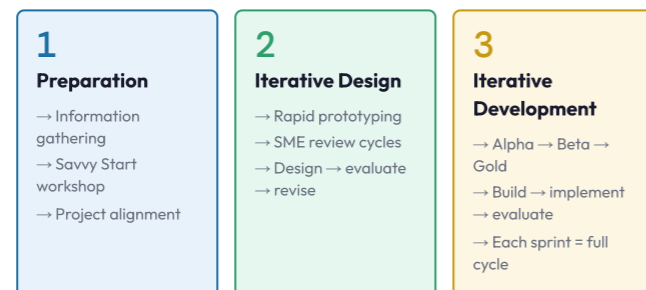 1
Preparation
→ Information
gathering
→ Savvy Start
workshop
→ Project alignment
2
Iterative Design
→ Rapid prototyping
→ SME review cycles
→ Design → evaluate
→ revise
3
Iterative
Development
→ Alpha → Beta →
Gold
→ Build → implement
→ evaluate
→ Each sprint = full
cycle